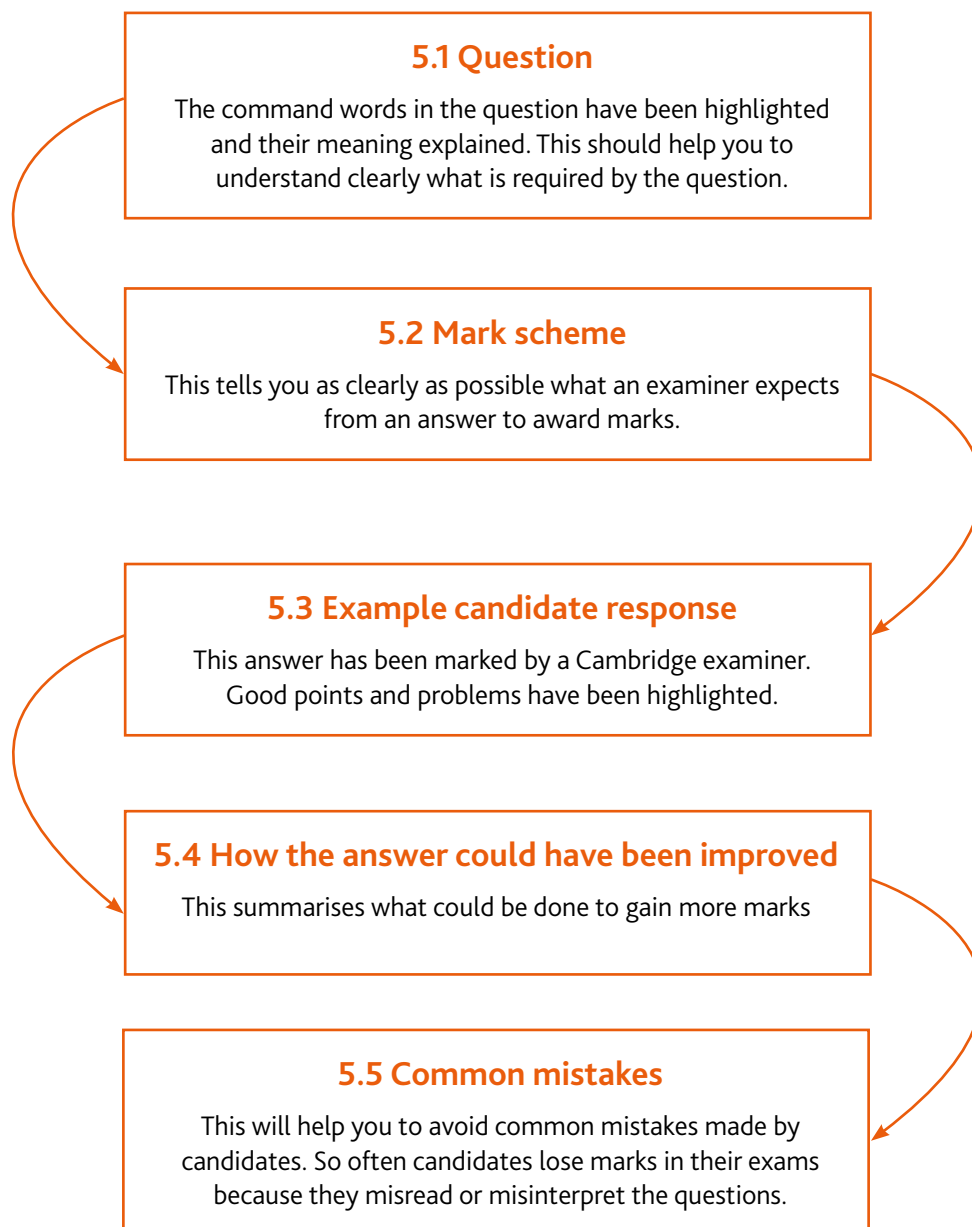 5.1 Question
The command words in the question have been highlighted
and their meaning explained. This should help you to
understand clearly what is required by the question.
5.2 Mark scheme
This tells you as clearly as possible what an examiner expects
from an answer to award marks.
5.3 Example candidate response
This answer has been marked by a Cambridge examiner.
Good points and problems have been highlighted.
5.4 How the answer could have been improved
This summarises what could be done to gain more marks
5.5 Common mistakes
This will help you to avoid common mistakes made by
candidates. So often candidates lose marks in their exams
because they misread or misinterpret the questions.